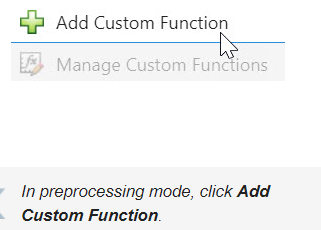 Add Custom Function
Manage Custom Functions
In preprocessing mode, click Add
Custom Function.